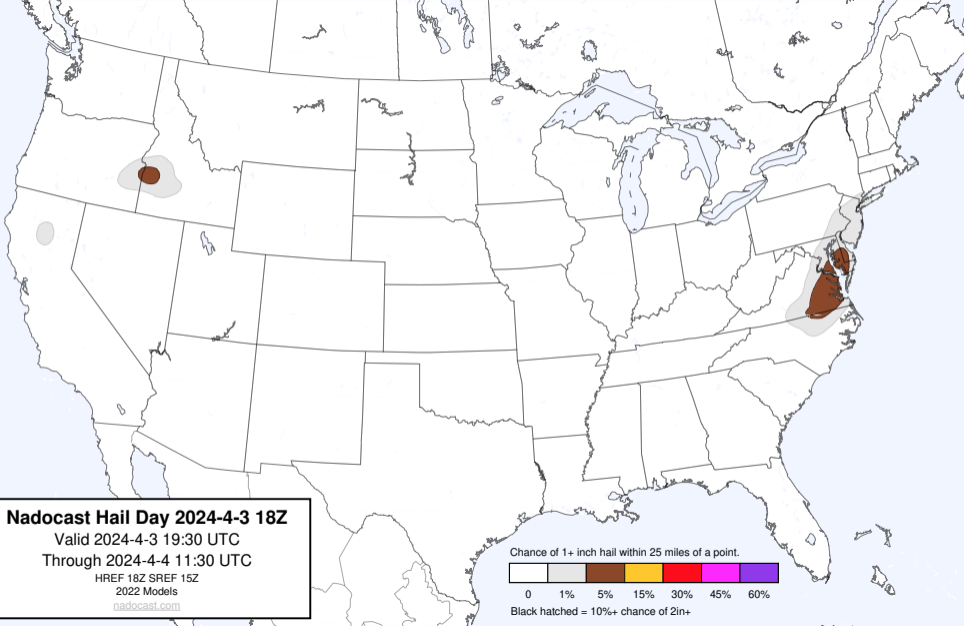 Nadocast Hail Day 2024-4-3 18Z
Valid 2024-4-3 19:30 UTC
Through 2024-4-4 11:30 UTC
HREF 18Z SREF 15Z
2022 Models
nadocast.com
Chance of 1+ inch hail within 25 miles of a point.
0 1% 5% 15% 30% 45% 60%
Black hatched = 10%+ chance of 2in+